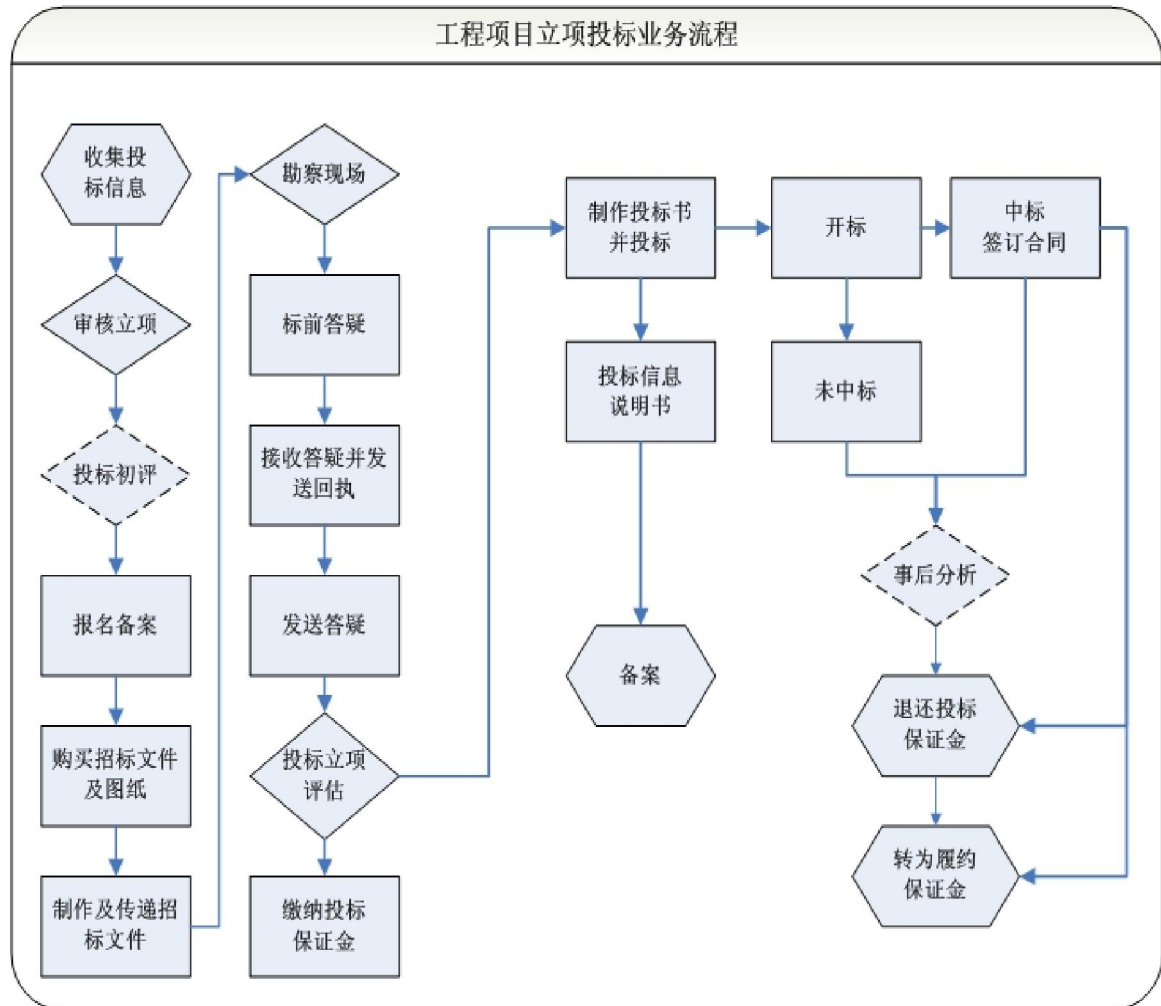 工程项目立项投标业务流程
收集投
标信息
审核立项
投标初评
报名备案
购买招标文件
及图纸
制作及传递招
标文件
勘察现场
标前答疑
接收答疑并发
送回执
发送答疑
投标立项
评估
缴纳投标
保证金
制作投标书
并投标
投标信息
说明书
备案
开标
未中标
中标
签订合同
事后分析
退还投标
保证金
转为履约
保证金